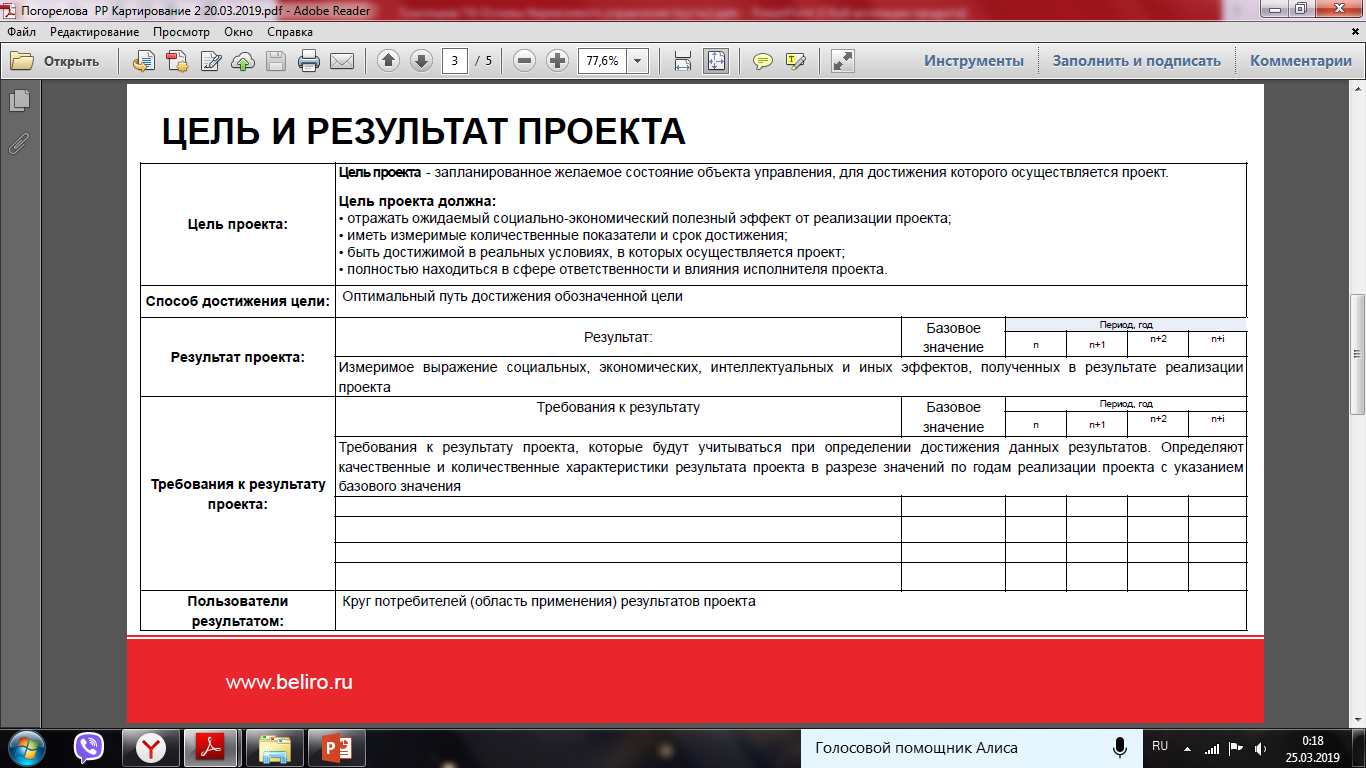 Погорелова РР Картирование 2 20.03.2019.pdf - Adobe Reader
Файл Редактирование Просмотр Окно Справка
Открыть 3 / 5 77,6% Инструменты Заполнить и подписать Комментарии
ЦЕЛЬ И РЕЗУЛЬТАТ ПРОЕКТА
Цель проекта:
Цель проекта - запланированное желаемое состояние объекта управления, для достижения которого осуществляется проект.
Цель проекта должна:
• отражать ожидаемый социально-экономический полезный эффект от реализации проекта;
• иметь измеримые количественные показатели и срок достижения;
• быть достижимой в реальных условиях, в которых осуществляется проект;
• полностью находиться в сфере ответственности и влияния исполнителя проекта.
Способ достижения цели:
Оптимальный путь достижения обозначенной цели
Результат проекта:
Результат:
Базовое
значение
Период, год
n n+1 n+2 n+i
Измеримое выражение социальных, экономических, интеллектуальных и иных эффектов, полученных в результате реализации
проекта
Требования к результату
проекта:
Требования к результату
Базовое
значение
Период, год
n n+1 n+2 n+i
Требования к результату проекта, которые будут учитываться при определении достижения данных результатов. Определяют
качественные и количественные характеристики результата проекта в разрезе значений по годам реализации проекта с указанием
базового значения
Пользователи
результатом:
Круг потребителей (область применения) результатов проекта
www.beliro.ru
Голосовой помощник Алиса
RU
0:18
25.03.2019